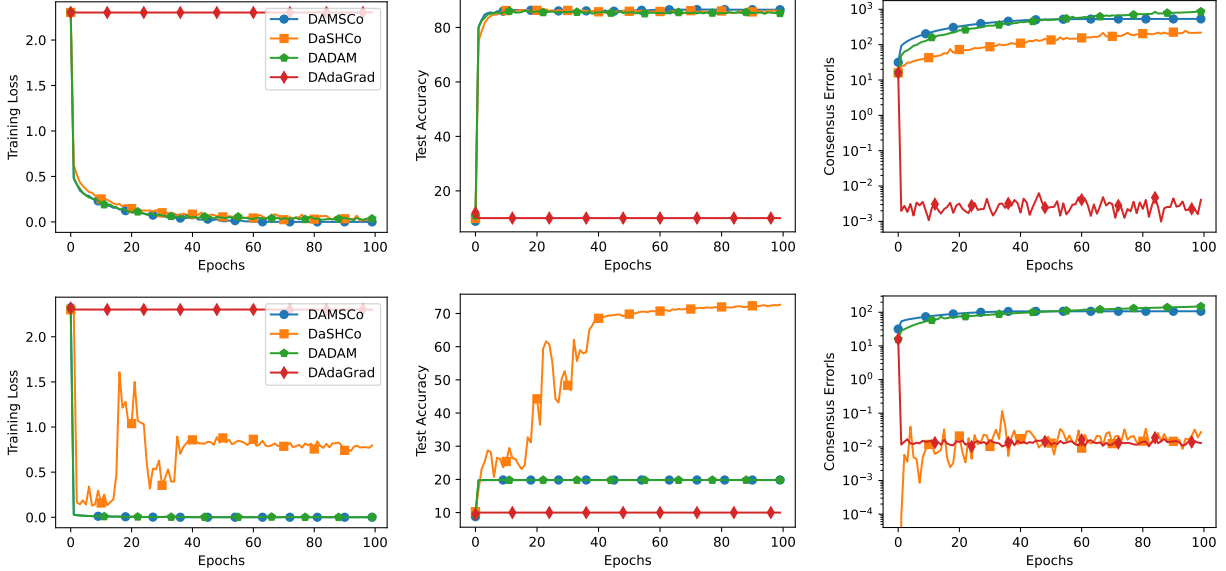 2.0
1.5
1.0
0.5
0.0
Training Loss
0 20 40 60 80 100
Epochs
DAMSCo
DaSHCo
DADAM
DAdaGrad
80
60
40
20
Test Accuracy
0 20 40 60 80 100
Epochs
10³
10²
10¹
10⁰
10⁻¹
10⁻²
10⁻³
Consensus Errorls
0 20 40 60 80 100
Epochs
2.0
1.5
1.0
0.5
0.0
Training Loss
0 20 40 60 80 100
Epochs
DAMSCo
DaSHCo
DADAM
DAdaGrad
70
60
50
40
30
20
10
Test Accuracy
0 20 40 60 80 100
Epochs
10²
10¹
10⁰
10⁻¹
10⁻²
10⁻³
10⁻⁴
Consensus Errorls
0 20 40 60 80 100
Epochs